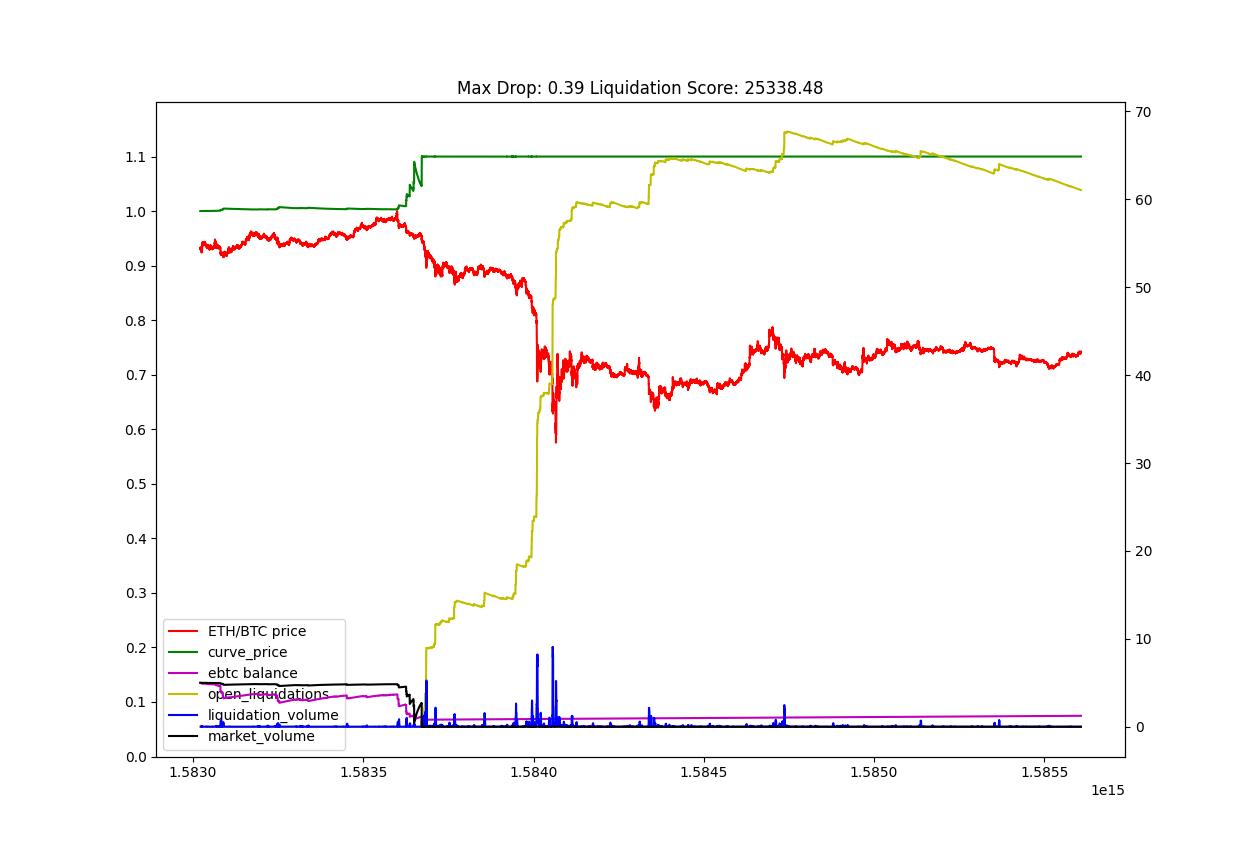 Max Drop: 0.39 Liquidation Score: 25338.48
1.1
1.0
0.9
0.8
0.7
0.6
0.5
0.4
0.3
0.2
0.1
0.0
70
60
50
40
30
20
10
0
ETH/BTC price
curve_price
ebtc balance
open_liquidations
liquidation_volume
market_volume
1.5830 1.5835 1.5840 1.5845 1.5850 1.5855
1e15